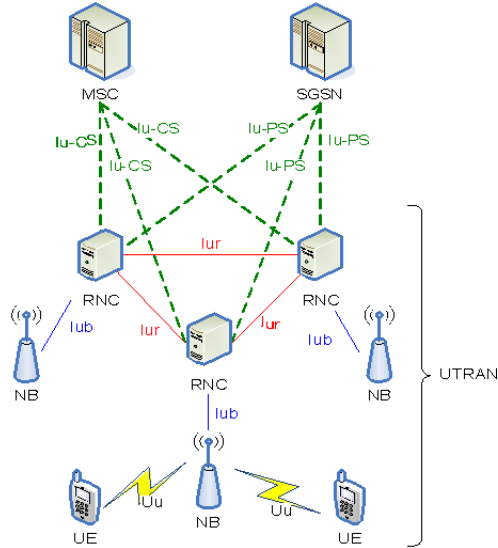 MSC
SGSN
Iu-CS
Iu-CS
Iu-PS
Iu-PS
Iu-CS
Iu-PS
Iur
RNC
RNC
Iub
Iur
Iur
Iub
RNC
UTRAN
NB
NB
Iub
Uu
Uu
NB
UE
UE